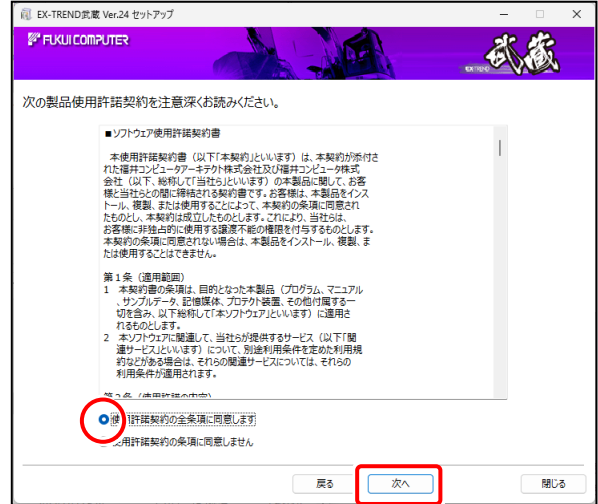 EX-TREND武蔵 Ver.24 セットアップ
FUKUI COMPUTER
EX-TREND
武蔵
次の製品使用許諾契約を注意深くお読みください。
■ソフトウェア使用許諾契約書
本使用許諾契約書（以下「本契約」といいます）は、本契約が添付さ
れた福井コンピュータアーキテクト株式会社及び福井コンピュータ株式
会社（以下、総称して「当社ら」といいます）の本製品に関して、お客
様と当社らとの間に締結される契約書です。お客様は、本製品をインス
トール、複製、または使用することによって、本契約の条項に同意され
たものとし、本契約は成立したものとします。これにより、当社らは、
お客様に非独占的に使用する譲渡不能の権限を付与するものとします。
本契約の条項に同意されない場合は、本製品をインストール、複製、ま
たは使用することはできません。
第１条（適用範囲）
1 本契約の条項は、目的となった本製品（プログラム、マニュアル
、サンプルデータ、記憶媒体、プロテクト装置、その他付属する一
切を含み、以下総称して「本ソフトウェア」といいます）に適用さ
れるものとします。
2 本ソフトウェアに関連して、当社らが提供するサービス（以下「関
連サービス」といいます）について、別途利用条件を定めた利用規
約などがある場合は、それらの関連サービスについては、それらの
利用条件が適用されます。
第２条（使用許諾の内容）
使用許諾契約の全条項に同意します
使用許諾契約の条項に同意しません
戻る
次へ
閉じる